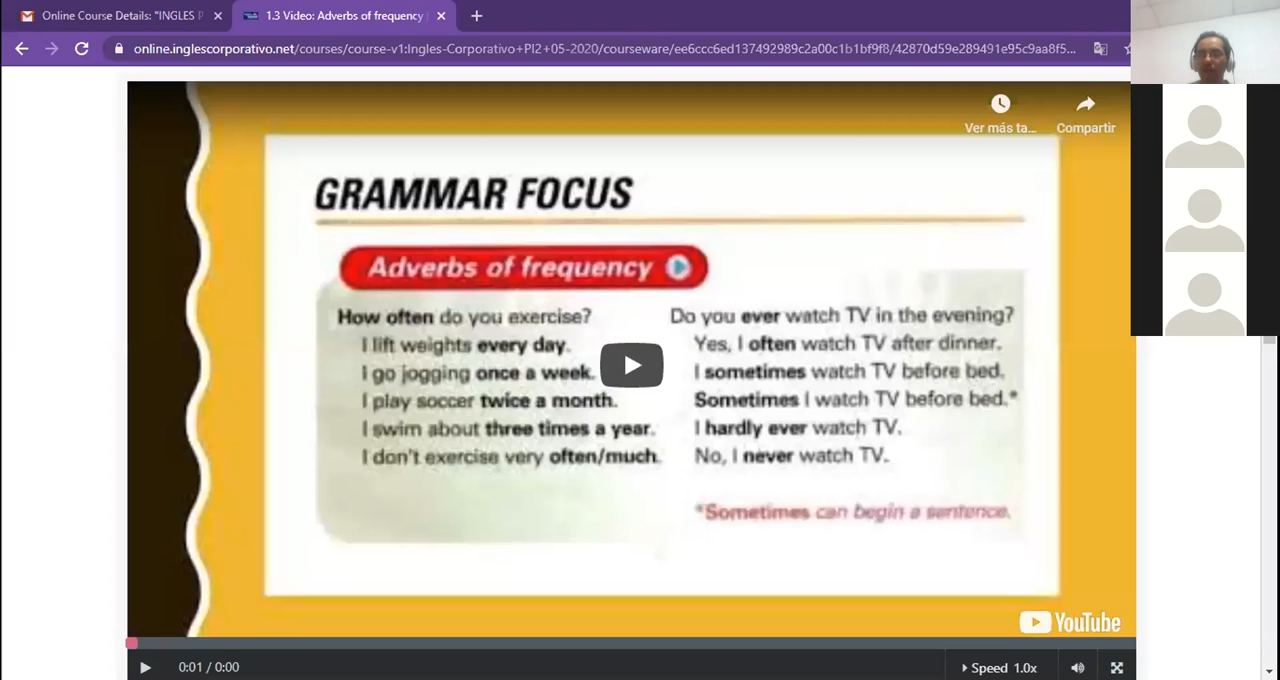 Online Course Details: "INGLES P
1.3 Video: Adverbs of frequency
online.inglescorporativo.net/courses/course-v1:Ingles-Corporativo+PI2+05-2020/courseware/ee6ccc6ed137492989c2a00c1b1bf9f8/42870d59e289491e95c9aa8f5...
Ver más ta...
Compartir
GRAMMAR FOCUS
Adverbs of frequency
How often do you exercise?
I lift weights every day.
I go jogging once a week.
I play soccer twice a month.
I swim about three times a year.
I don't exercise very often/much.
Do you ever watch TV in the evening?
Yes, I often watch TV after dinner.
I sometimes watch TV before bed.
Sometimes I watch TV before bed.*
I hardly ever watch TV.
No, I never watch TV.
*Sometimes can begin a sentence.
YouTube
0:01 / 0:00
Speed 1.0x